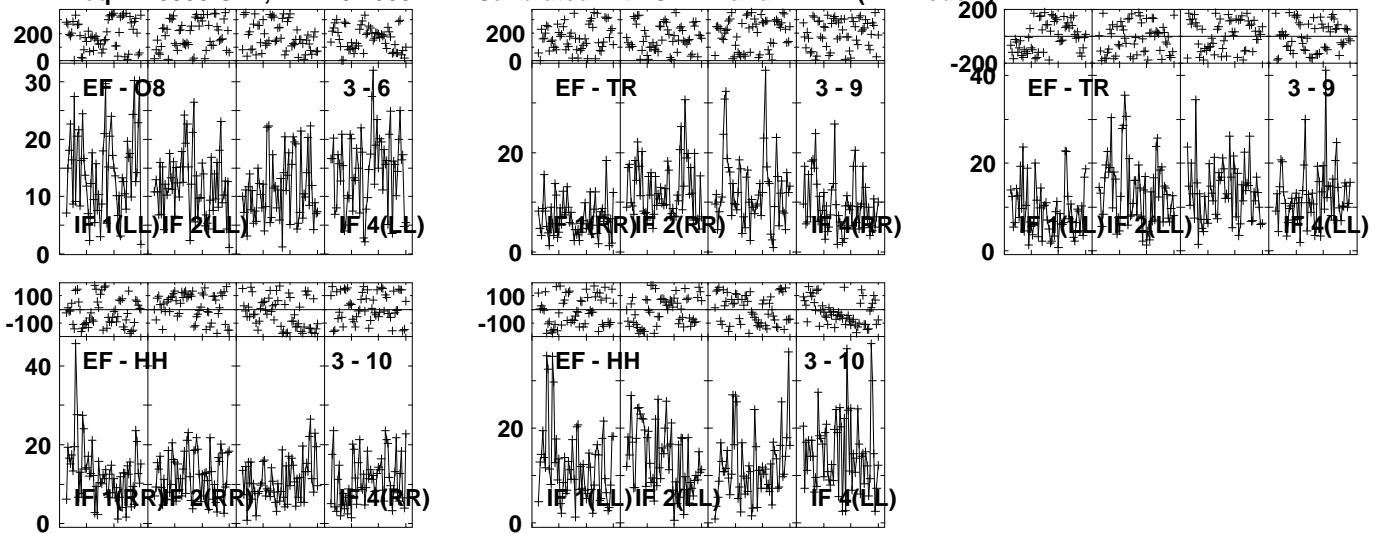 200
0
30
20
10
0
EF - O8
3 - 6
IF 1(LL)
IF 2(LL)
IF 4(LL)
20
0
EF - TR
3 - 9
IF 1(RR)
IF 2(RR)
IF 4(RR)
200
-200
40
20
0
EF - TR
3 - 9
IF 1(LL)
IF 2(LL)
IF 4(LL)
100
-100
40
20
0
EF - HH
3 - 10
IF 1(RR)
IF 2(RR)
IF 4(RR)
100
-100
20
0
EF - HH
3 - 10
IF 1(LL)
IF 2(LL)
IF 4(LL)